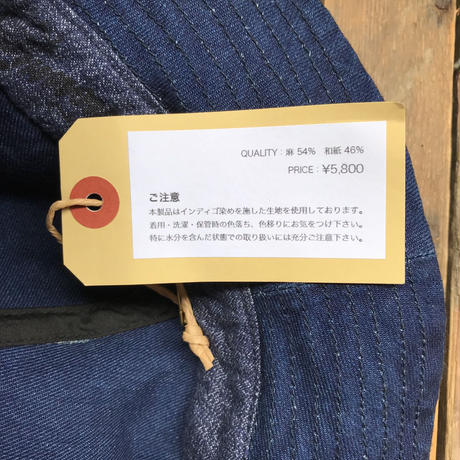 QUALITY：麻 54%　和紙 46%
PRICE：¥5,800
ご注意
本製品はインディゴ染めを施した生地を使用しております。
着用・洗濯・保管時の色落ち、色移りにお気をつけ下さい。
特に水分を含んだ状態での取り扱いには充分ご注意下さい。